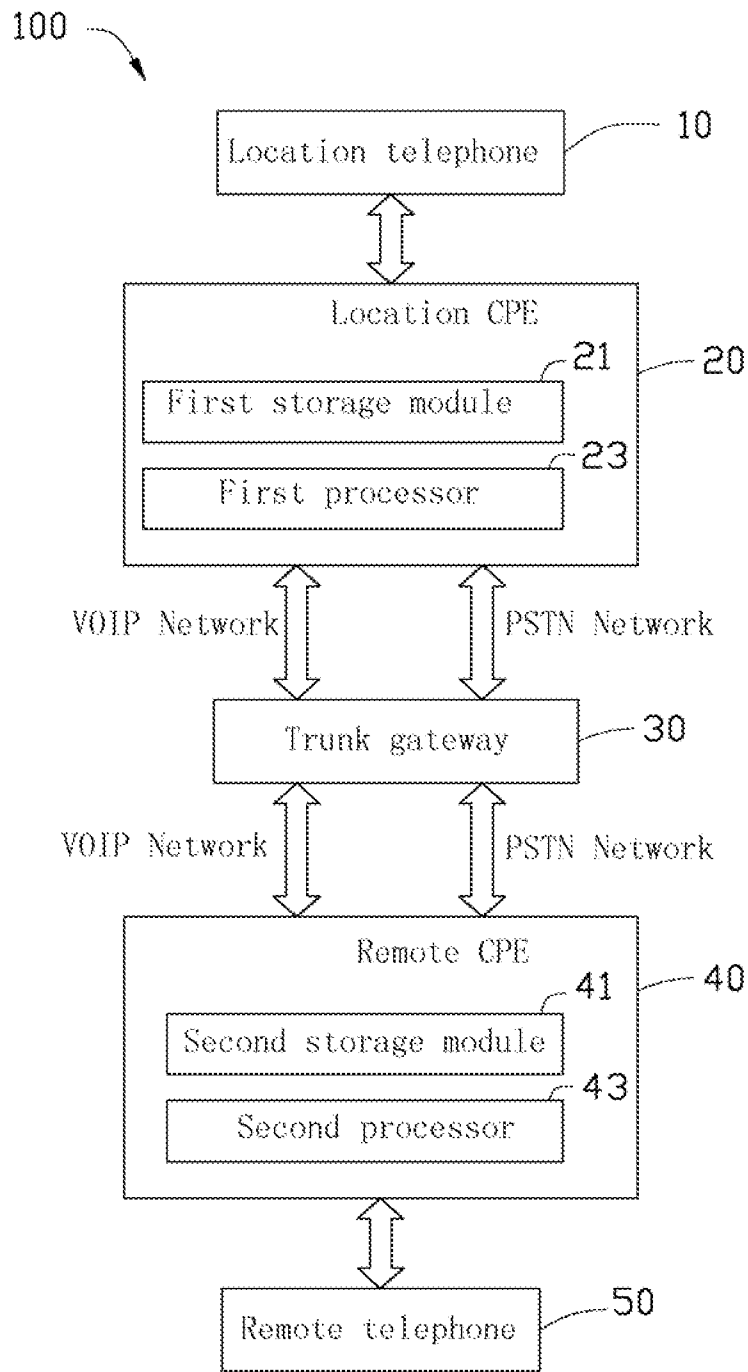 100
Location telephone 10
Location CPE
20
21
First storage module
23
First processor
VOIP Network PSTN Network
Trunk gateway 30
VOIP Network PSTN Network
Remote CPE
40
41
Second storage module
43
Second processor
Remote telephone 50